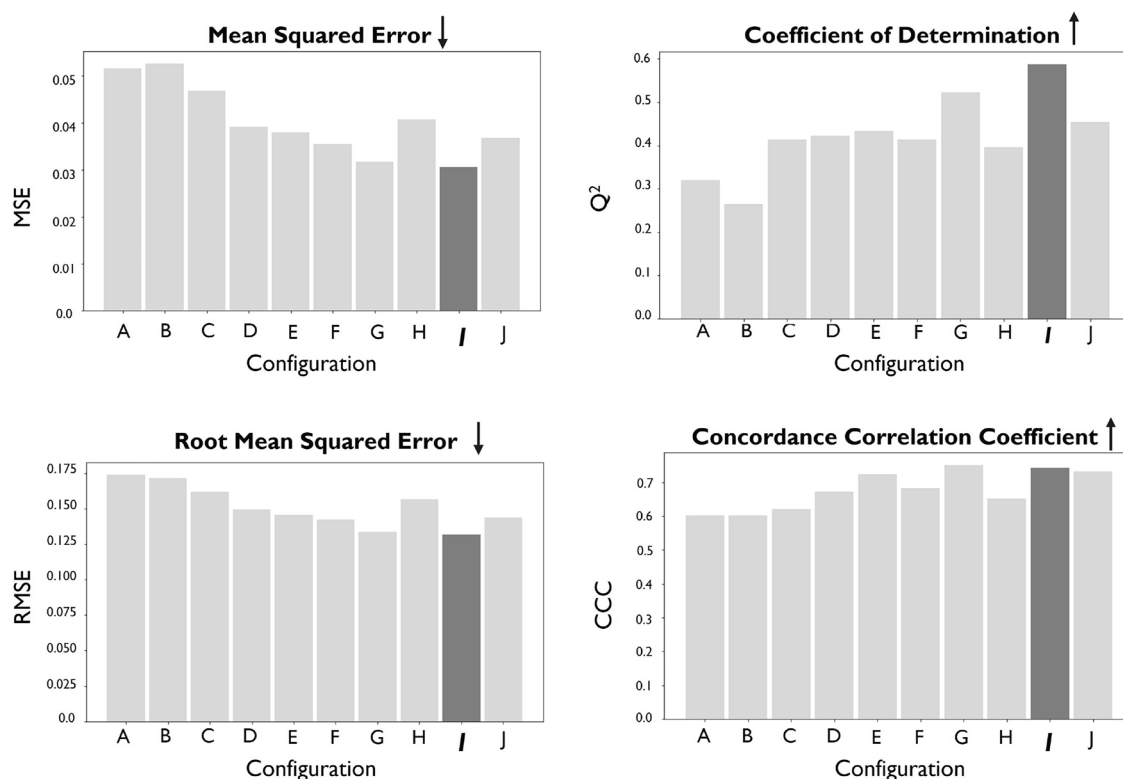 Mean Squared Error ↓
0.05
0.04
0.03
0.02
0.01
0.0
MSE
A B C D E F G H I J
Configuration
Coefficient of Determination ↑
0.6
0.5
0.4
0.3
0.2
0.1
0.0
Q²
A B C D E F G H I J
Configuration
Root Mean Squared Error ↓
0.175
0.150
0.125
0.100
0.075
0.050
0.025
0.0
RMSE
A B C D E F G H I J
Configuration
Concordance Correlation Coefficient ↑
0.7
0.6
0.5
0.4
0.3
0.2
0.1
0.0
CCC
A B C D E F G H I J
Configuration